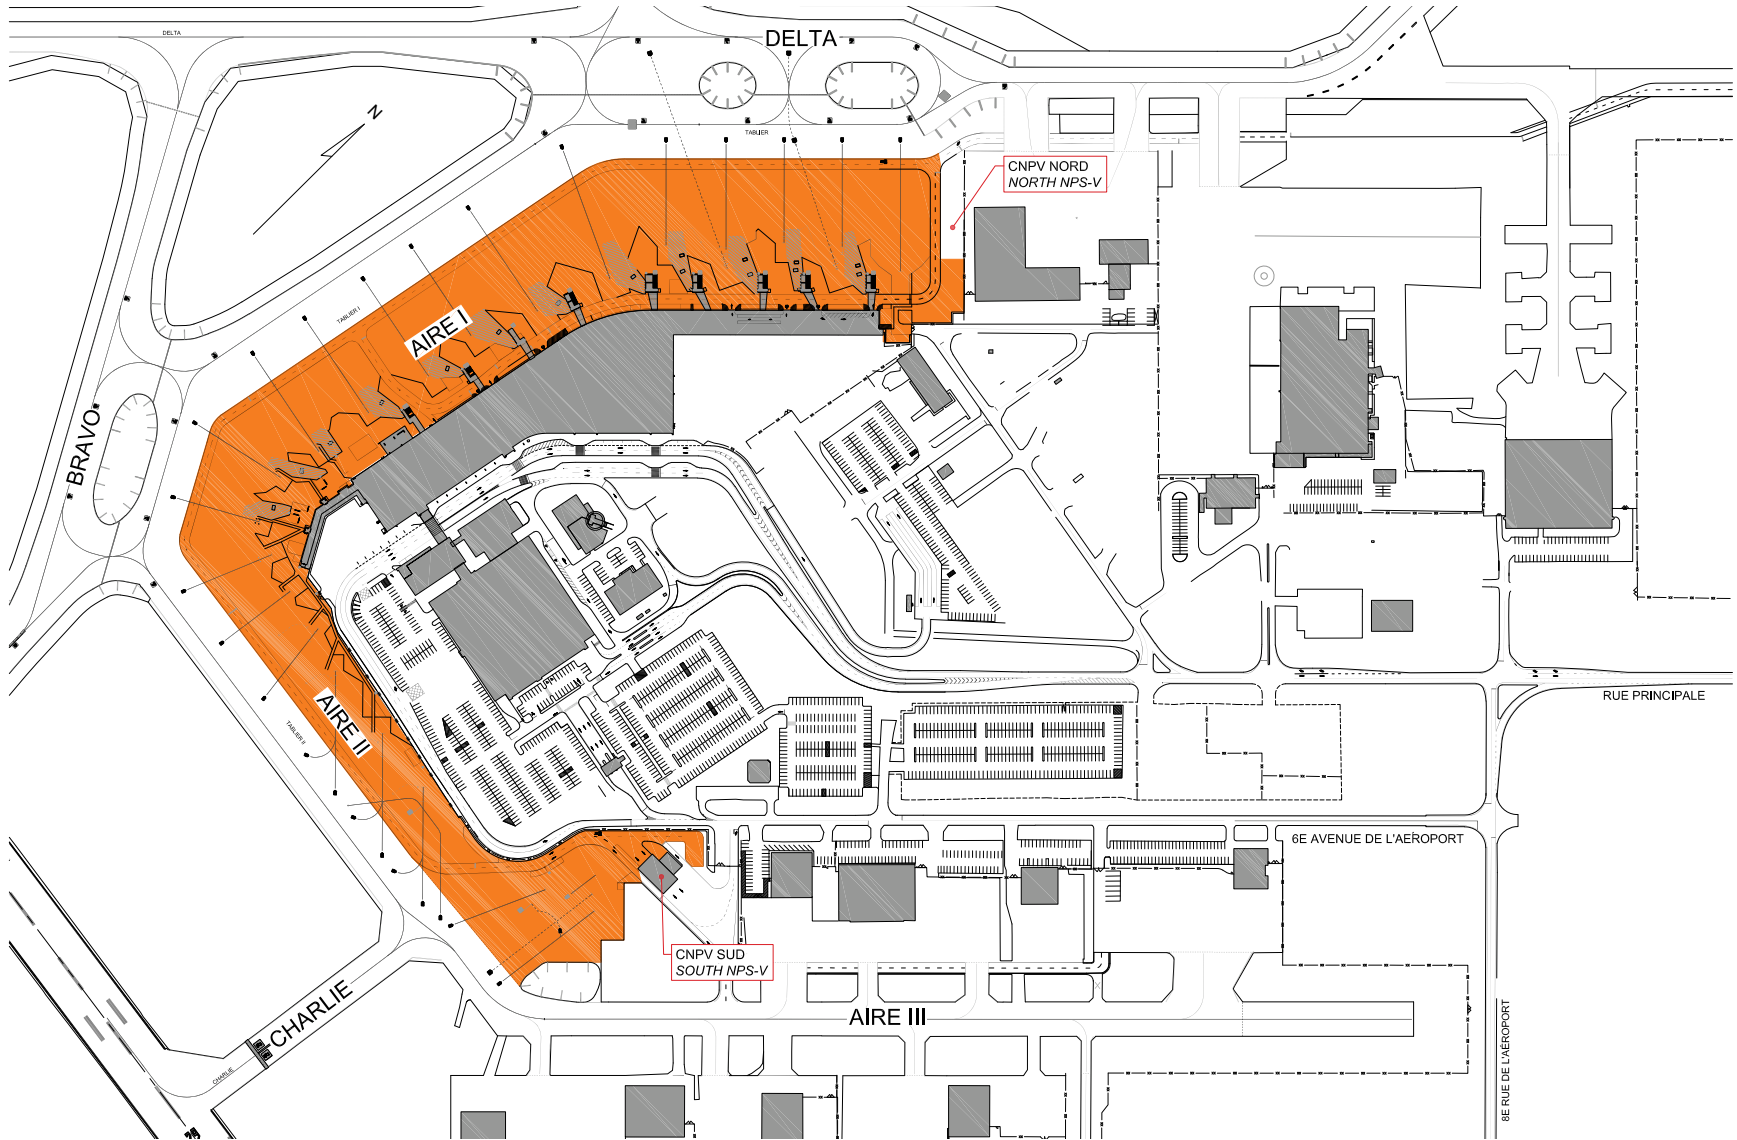 DELTA
DELTA
N
TABLIER
CNPV NORD
NORTH NPS-V
TABLIER I
AIRE I
BRAVO
RUE PRINCIPALE
AIRE II
TABLIER II
6E AVENUE DE L'AEROPORT
CNPV SUD
SOUTH NPS-V
CHARLIE
AIRE III
8E RUE DE L'AÉROPORT
CHARLIE